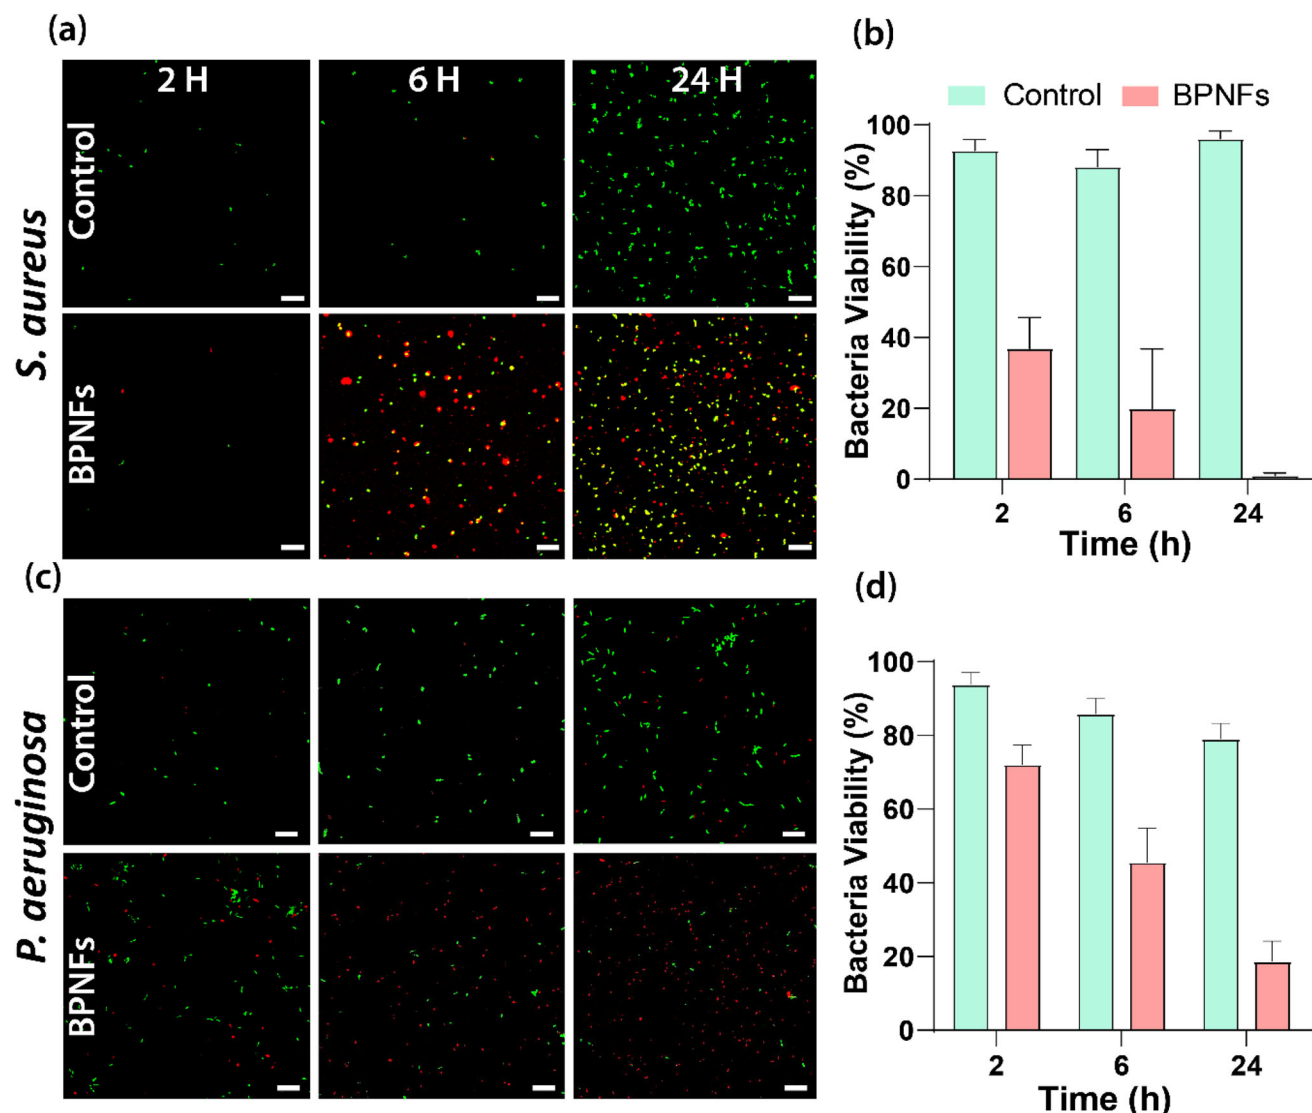 (a)
2 H
6 H
24 H
S. aureus
Control
BPNFs
(b)
Control
BPNFs
Bacteria Viability (%)
100
80
60
40
20
0
2
6
24
Time (h)
(c)
P. aeruginosa
Control
BPNFs
(d)
Bacteria Viability (%)
100
80
60
40
20
0
2
6
24
Time (h)